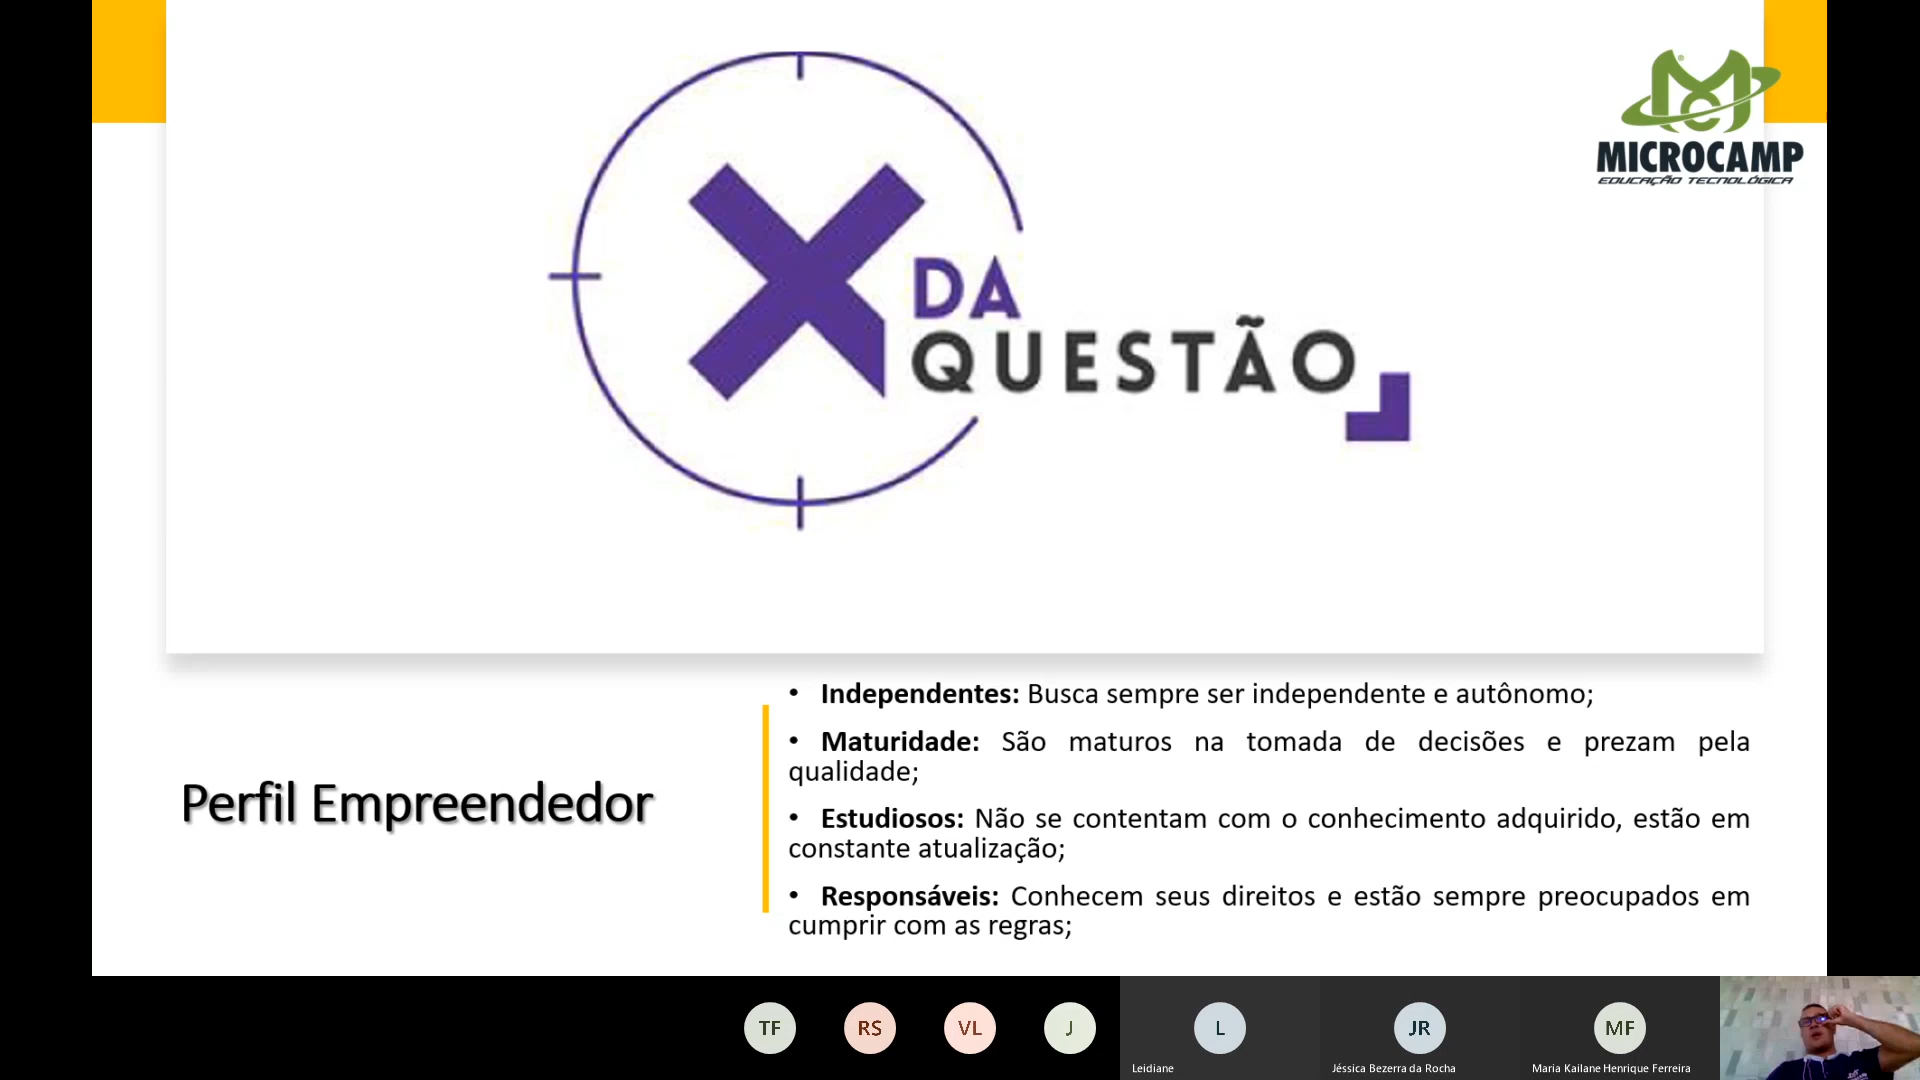 X DA
QUESTÃO
MICROCAMP
EDUCAÇÃO TECNOLÓGICA
Perfil Empreendedor
• Independentes: Busca sempre ser independente e autônomo;
• Maturidade: São maturos na tomada de decisões e prezam pela
qualidade;
• Estudiosos: Não se contentam com o conhecimento adquirido, estão em
constante atualização;
• Responsáveis: Conhecem seus direitos e estão sempre preocupados em
cumprir com as regras;
TF
RS
VL
J
L
Leidiane
JR
Jéssica Bezerra da Rocha
MF
Maria Kailane Henrique Ferreira